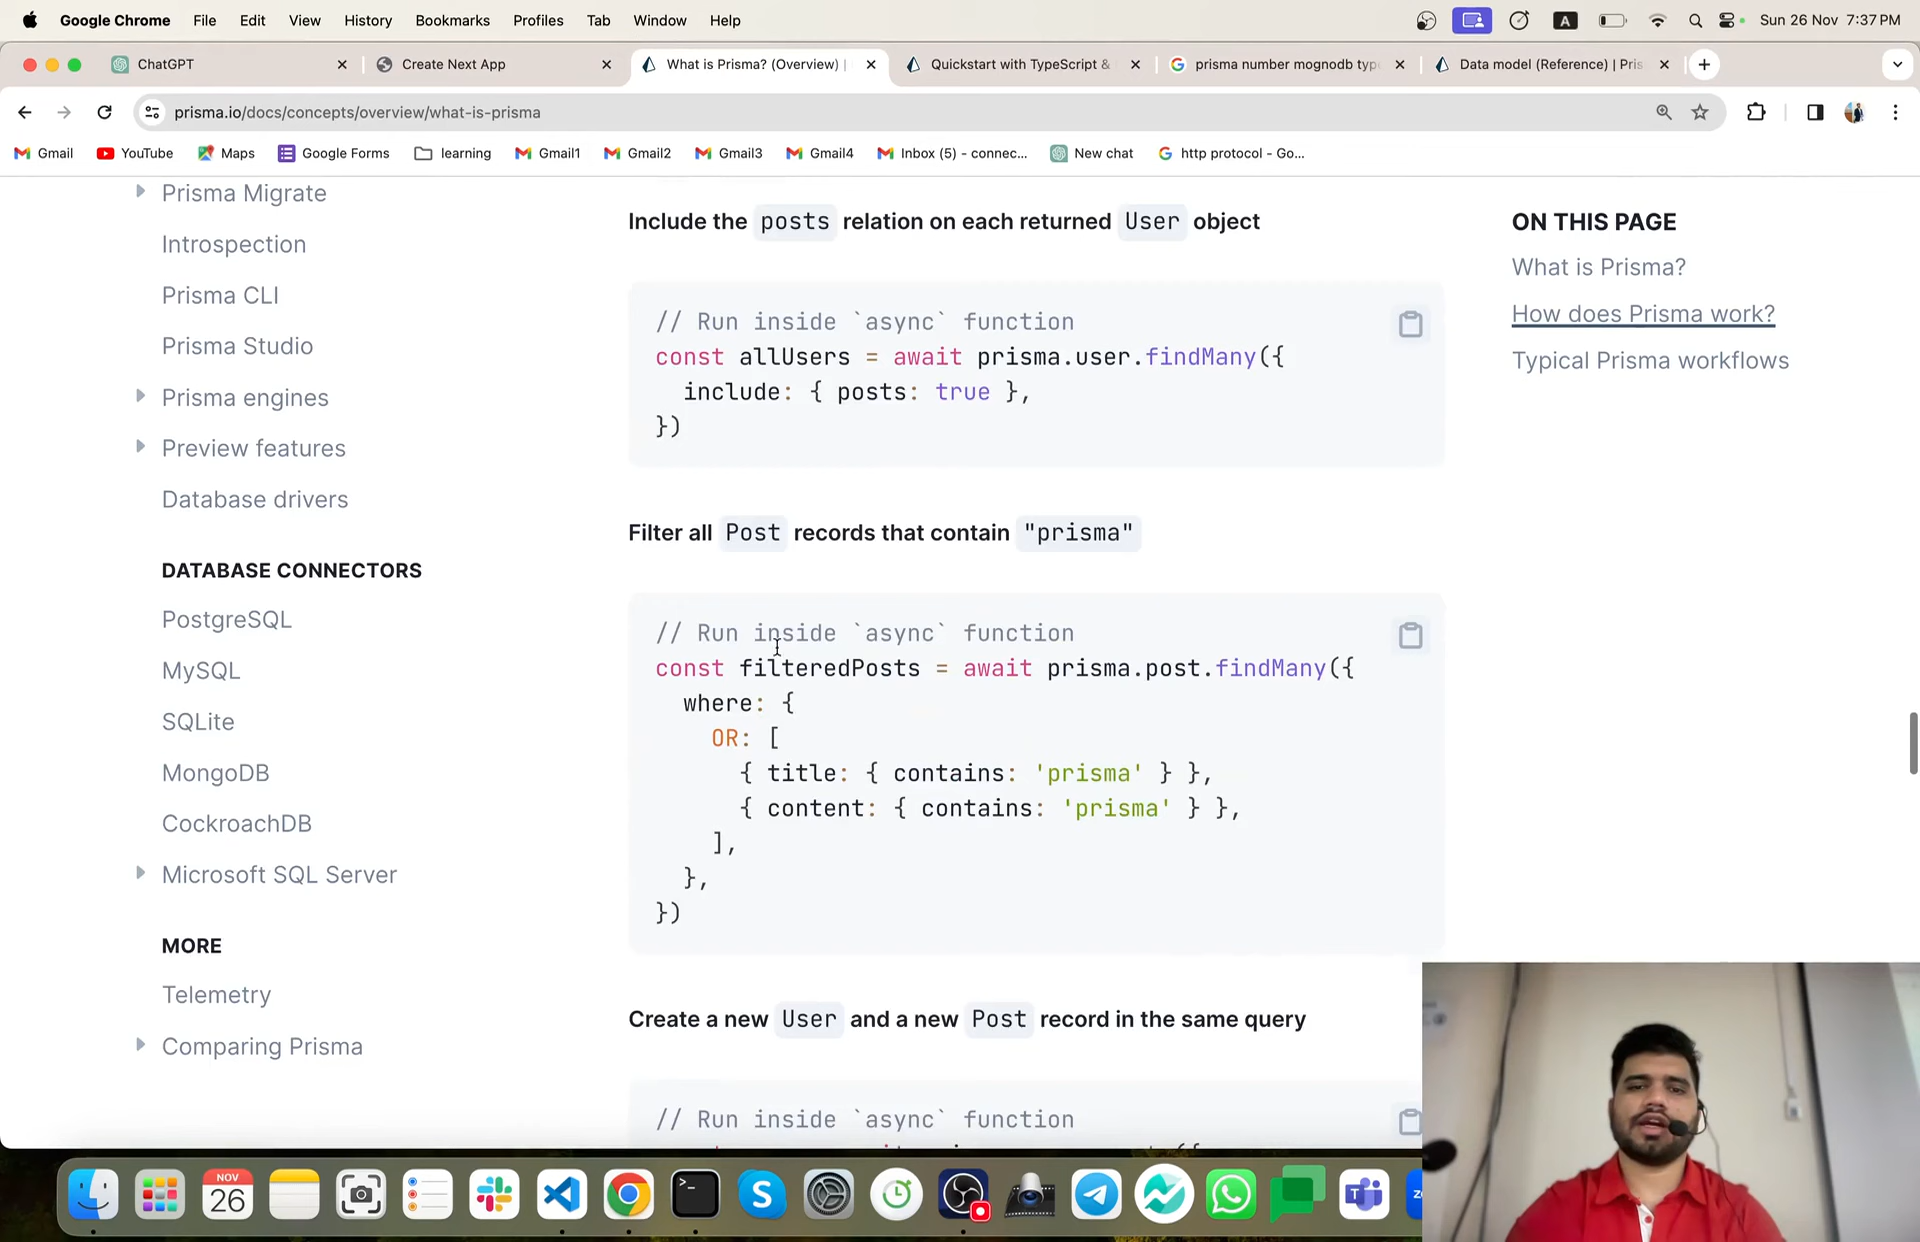 Google Chrome File Edit View History Bookmarks Profiles Tab Window Help A Sun 26 Nov 7:37 PM
ChatGPT Create Next App What is Prisma? (Overview) | Quickstart with TypeScript & prisma number mognodb typ Data model (Reference) | Pris
prisma.io/docs/concepts/overview/what-is-prisma
Gmail YouTube Maps Google Forms learning Gmail1 Gmail2 Gmail3 Gmail4 Inbox (5) - connec... New chat http protocol - Go...
Prisma Migrate
Introspection
Prisma CLI
Prisma Studio
Prisma engines
Preview features
Database drivers
DATABASE CONNECTORS
PostgreSQL
MySQL
SQLite
MongoDB
CockroachDB
Microsoft SQL Server
MORE
Telemetry
Comparing Prisma
Include the posts relation on each returned User object
// Run inside `async` function
const allUsers = await prisma.user.findMany({
include: { posts: true },
})
Filter all Post records that contain "prisma"
// Run inside `async` function
const filteredPosts = await prisma.post.findMany({
where: {
OR: [
{ title: { contains: 'prisma' } },
{ content: { contains: 'prisma' } },
],
},
})
Create a new User and a new Post record in the same query
// Run inside `async` function
ON THIS PAGE
What is Prisma?
How does Prisma work?
Typical Prisma workflows
NOV
26